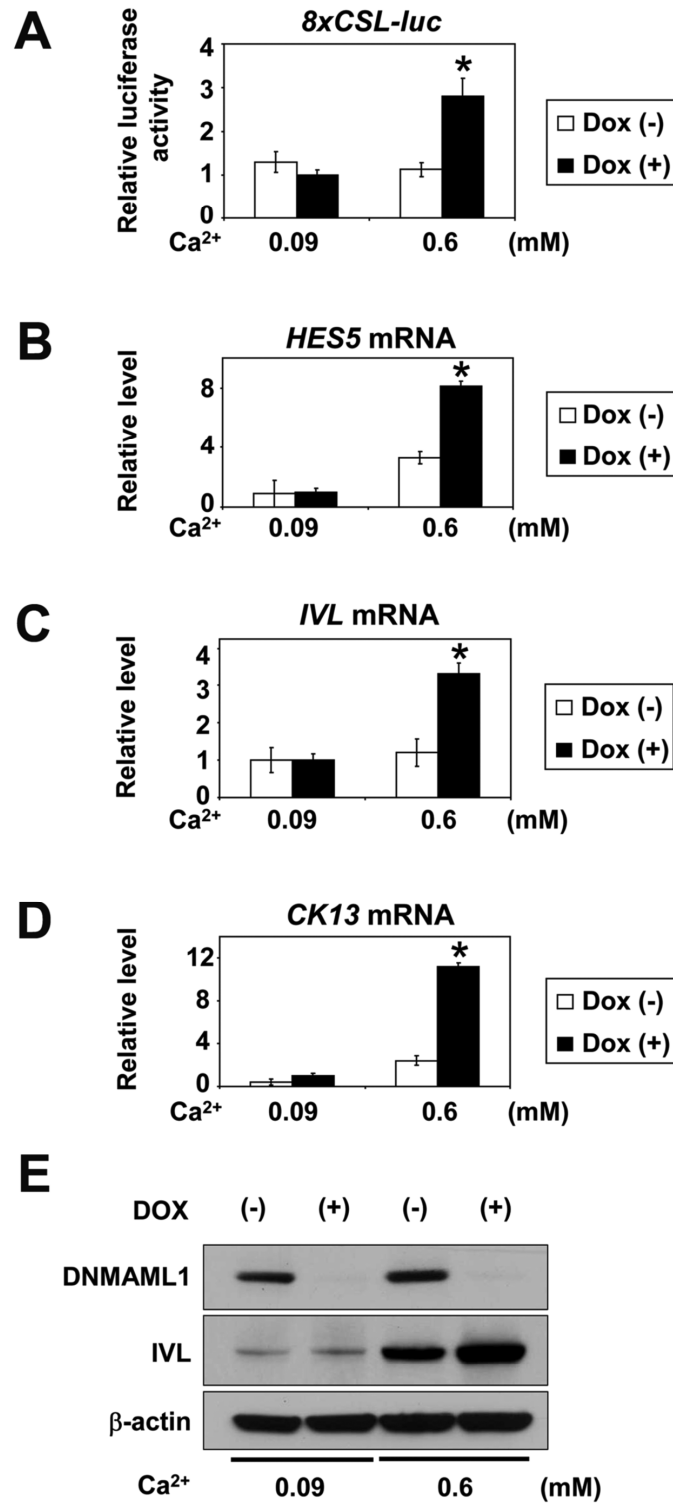 A
8xCSL-luc
Relative luciferase
activity
4
3
2
1
0
*
Dox (-)
Dox (+)
Ca²⁺ 0.09 0.6 (mM)
B
HES5 mRNA
Relative level
8
4
0
*
Dox (-)
Dox (+)
Ca²⁺ 0.09 0.6 (mM)
C
IVL mRNA
Relative level
4
3
2
1
0
*
Dox (-)
Dox (+)
Ca²⁺ 0.09 0.6 (mM)
D
CK13 mRNA
Relative level
12
8
4
0
*
Dox (-)
Dox (+)
Ca²⁺ 0.09 0.6 (mM)
E
DOX (-) (+) (-) (+)
DNMAML1
IVL
β-actin
Ca²⁺ 0.09 0.6 (mM)